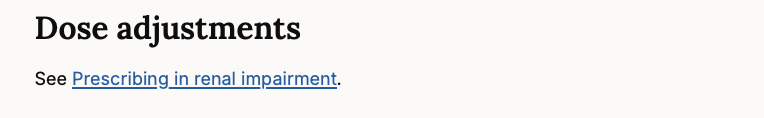 Dose adjustments
See Prescribing in renal impairment.